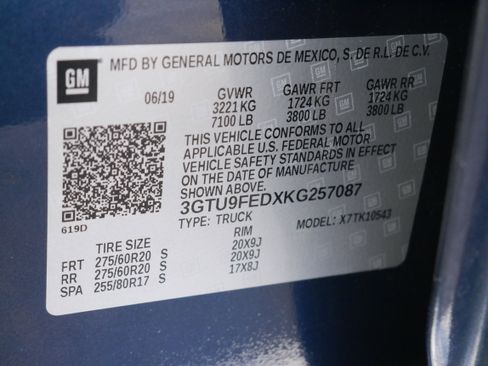 GM
MFD BY GENERAL MOTORS DE MEXICO, S. DE R.L. DE C.V.
06/19 GVWR GAWR FRT GAWR RR
3221 KG 1724 KG 1724 KG
7100 LB 3800 LB 3800 LB
THIS VEHICLE CONFORMS TO ALL
APPLICABLE U.S. FEDERAL MOTOR
VEHICLE SAFETY STANDARDS IN EFFECT
ON THE DATE OF MANUFACTURE
SHOWN ABOVE.
619D
3GTU9FEDXKG257087
TYPE: TRUCK MODEL: X7TK10543
TIRE SIZE RIM
FRT 275/60R20 S 20X9J
RR 275/60R20 S 20X9J
SPA 255/80R17 S 17X8J